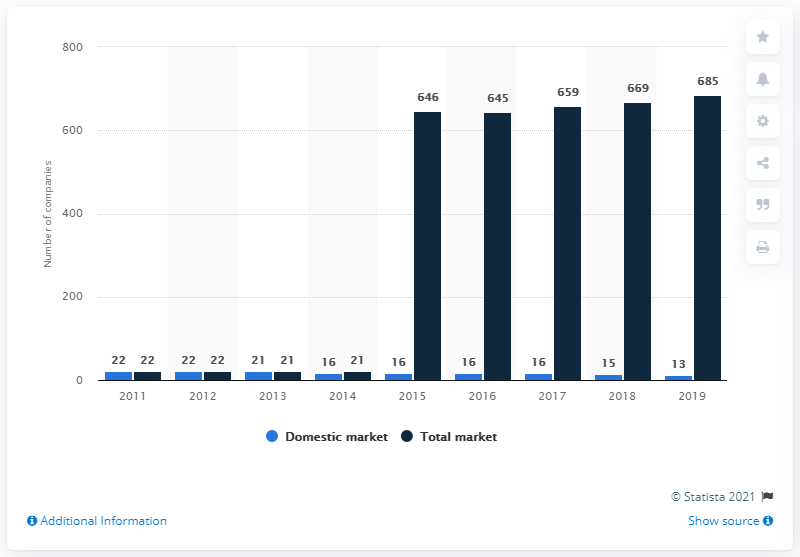 800
600
400
200
0
Number of companies
22 22 22 22 21 21 16 21 16 646 16 645 16 659 15 669 13 685
2011 2012 2013 2014 2015 2016 2017 2018 2019
Domestic market Total market
© Statista 2021
Additional Information Show source